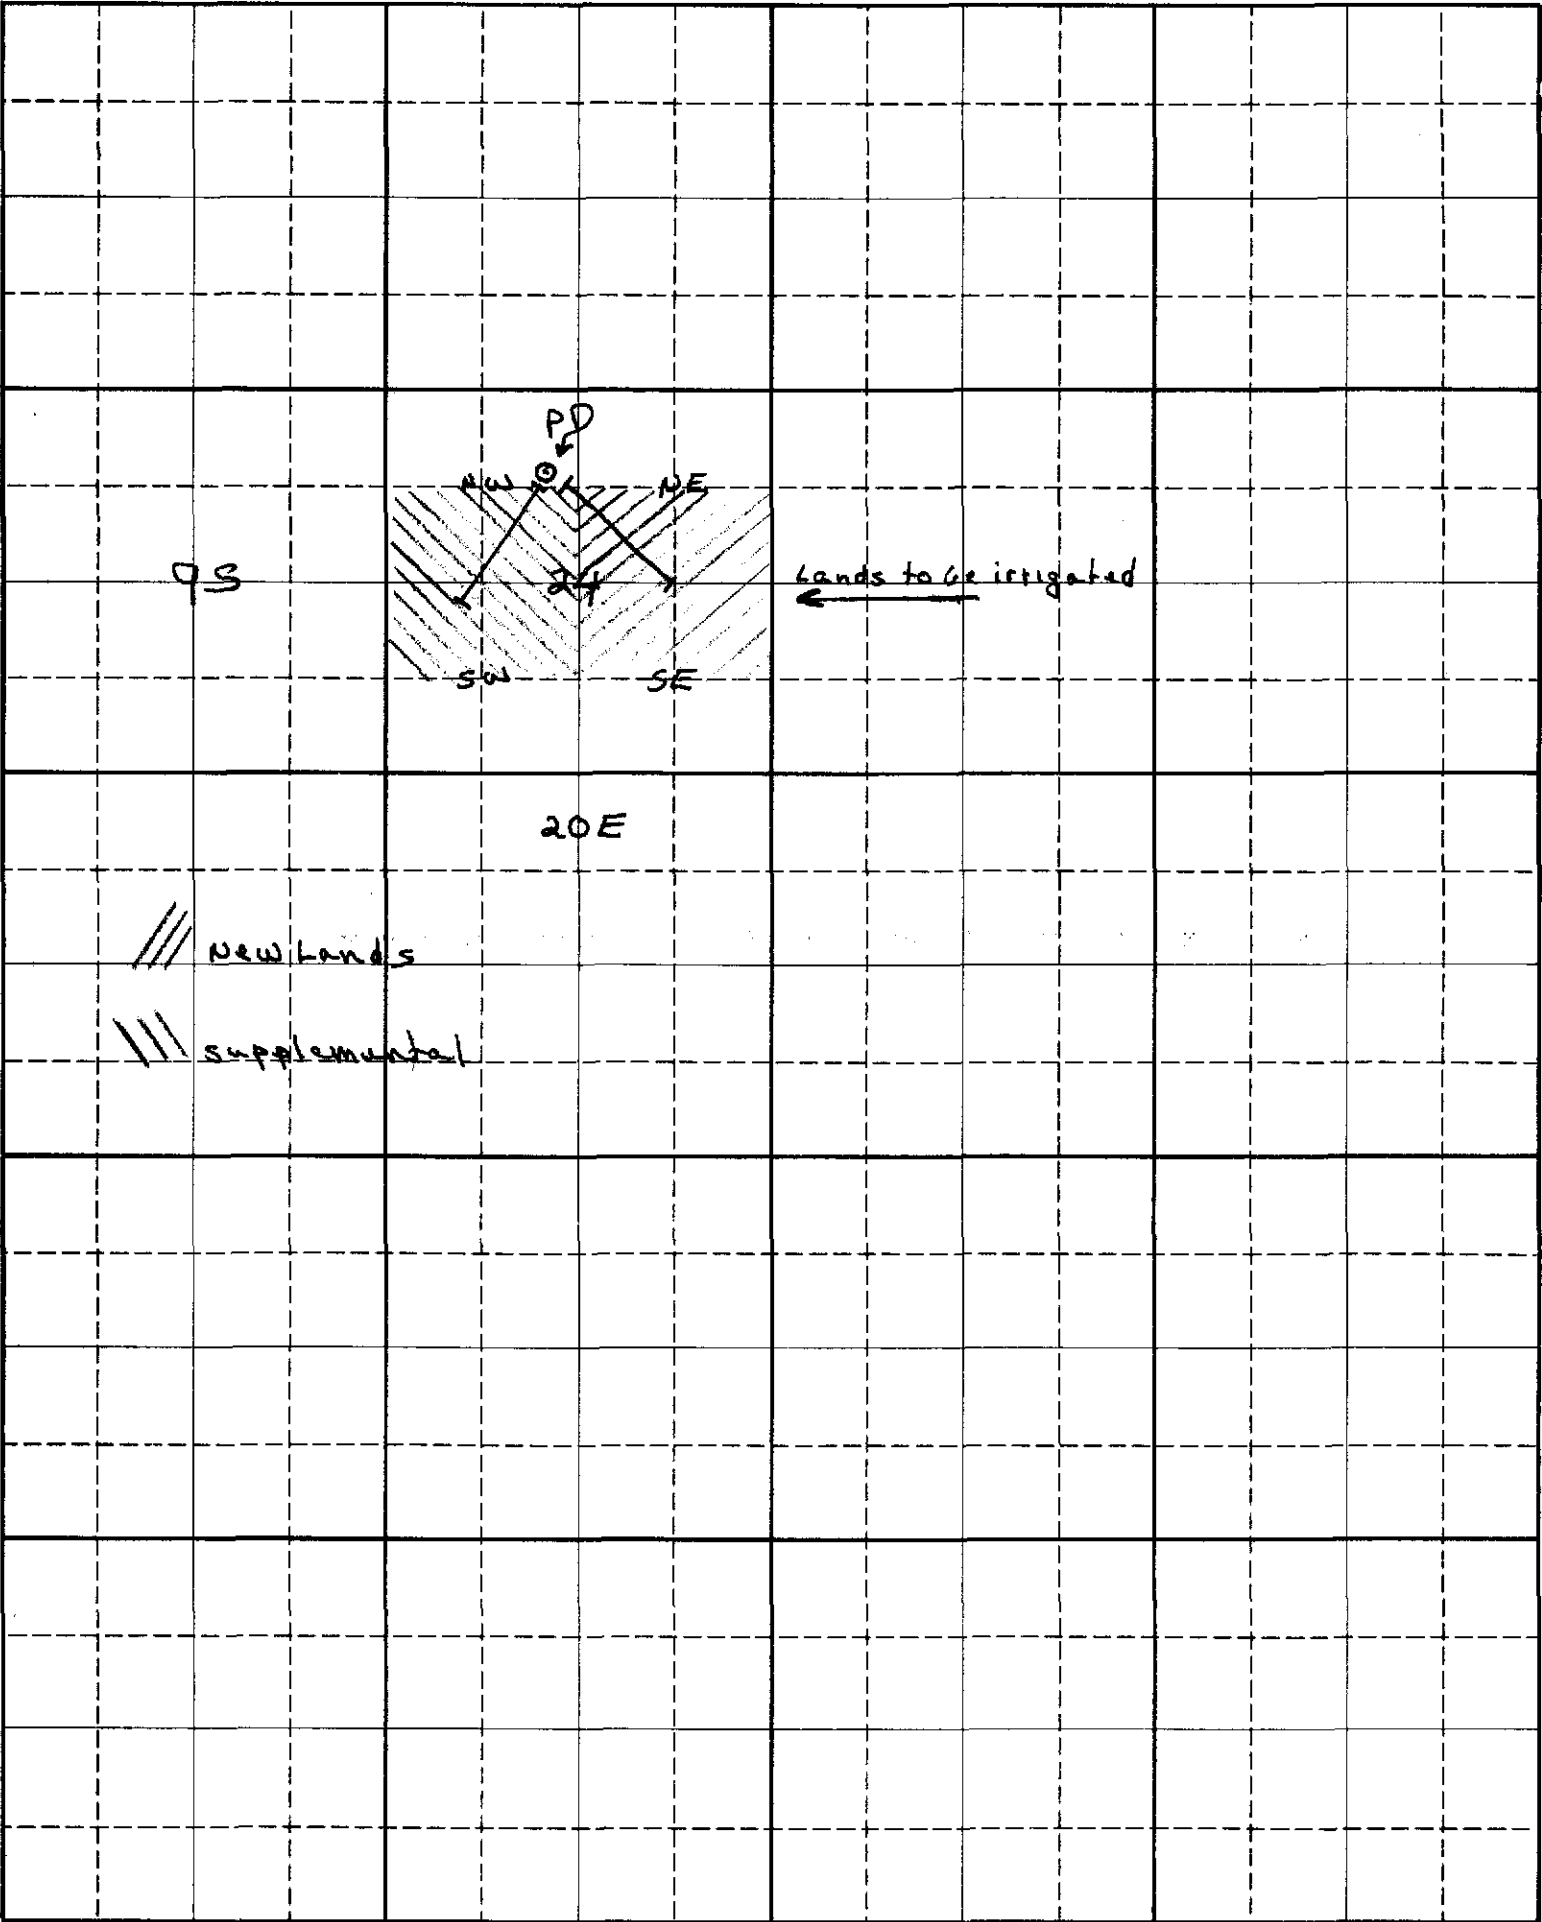 PD
NW NE
9S 24 Lands to be irrigated
SW SE
20E
New Lands
supplemental